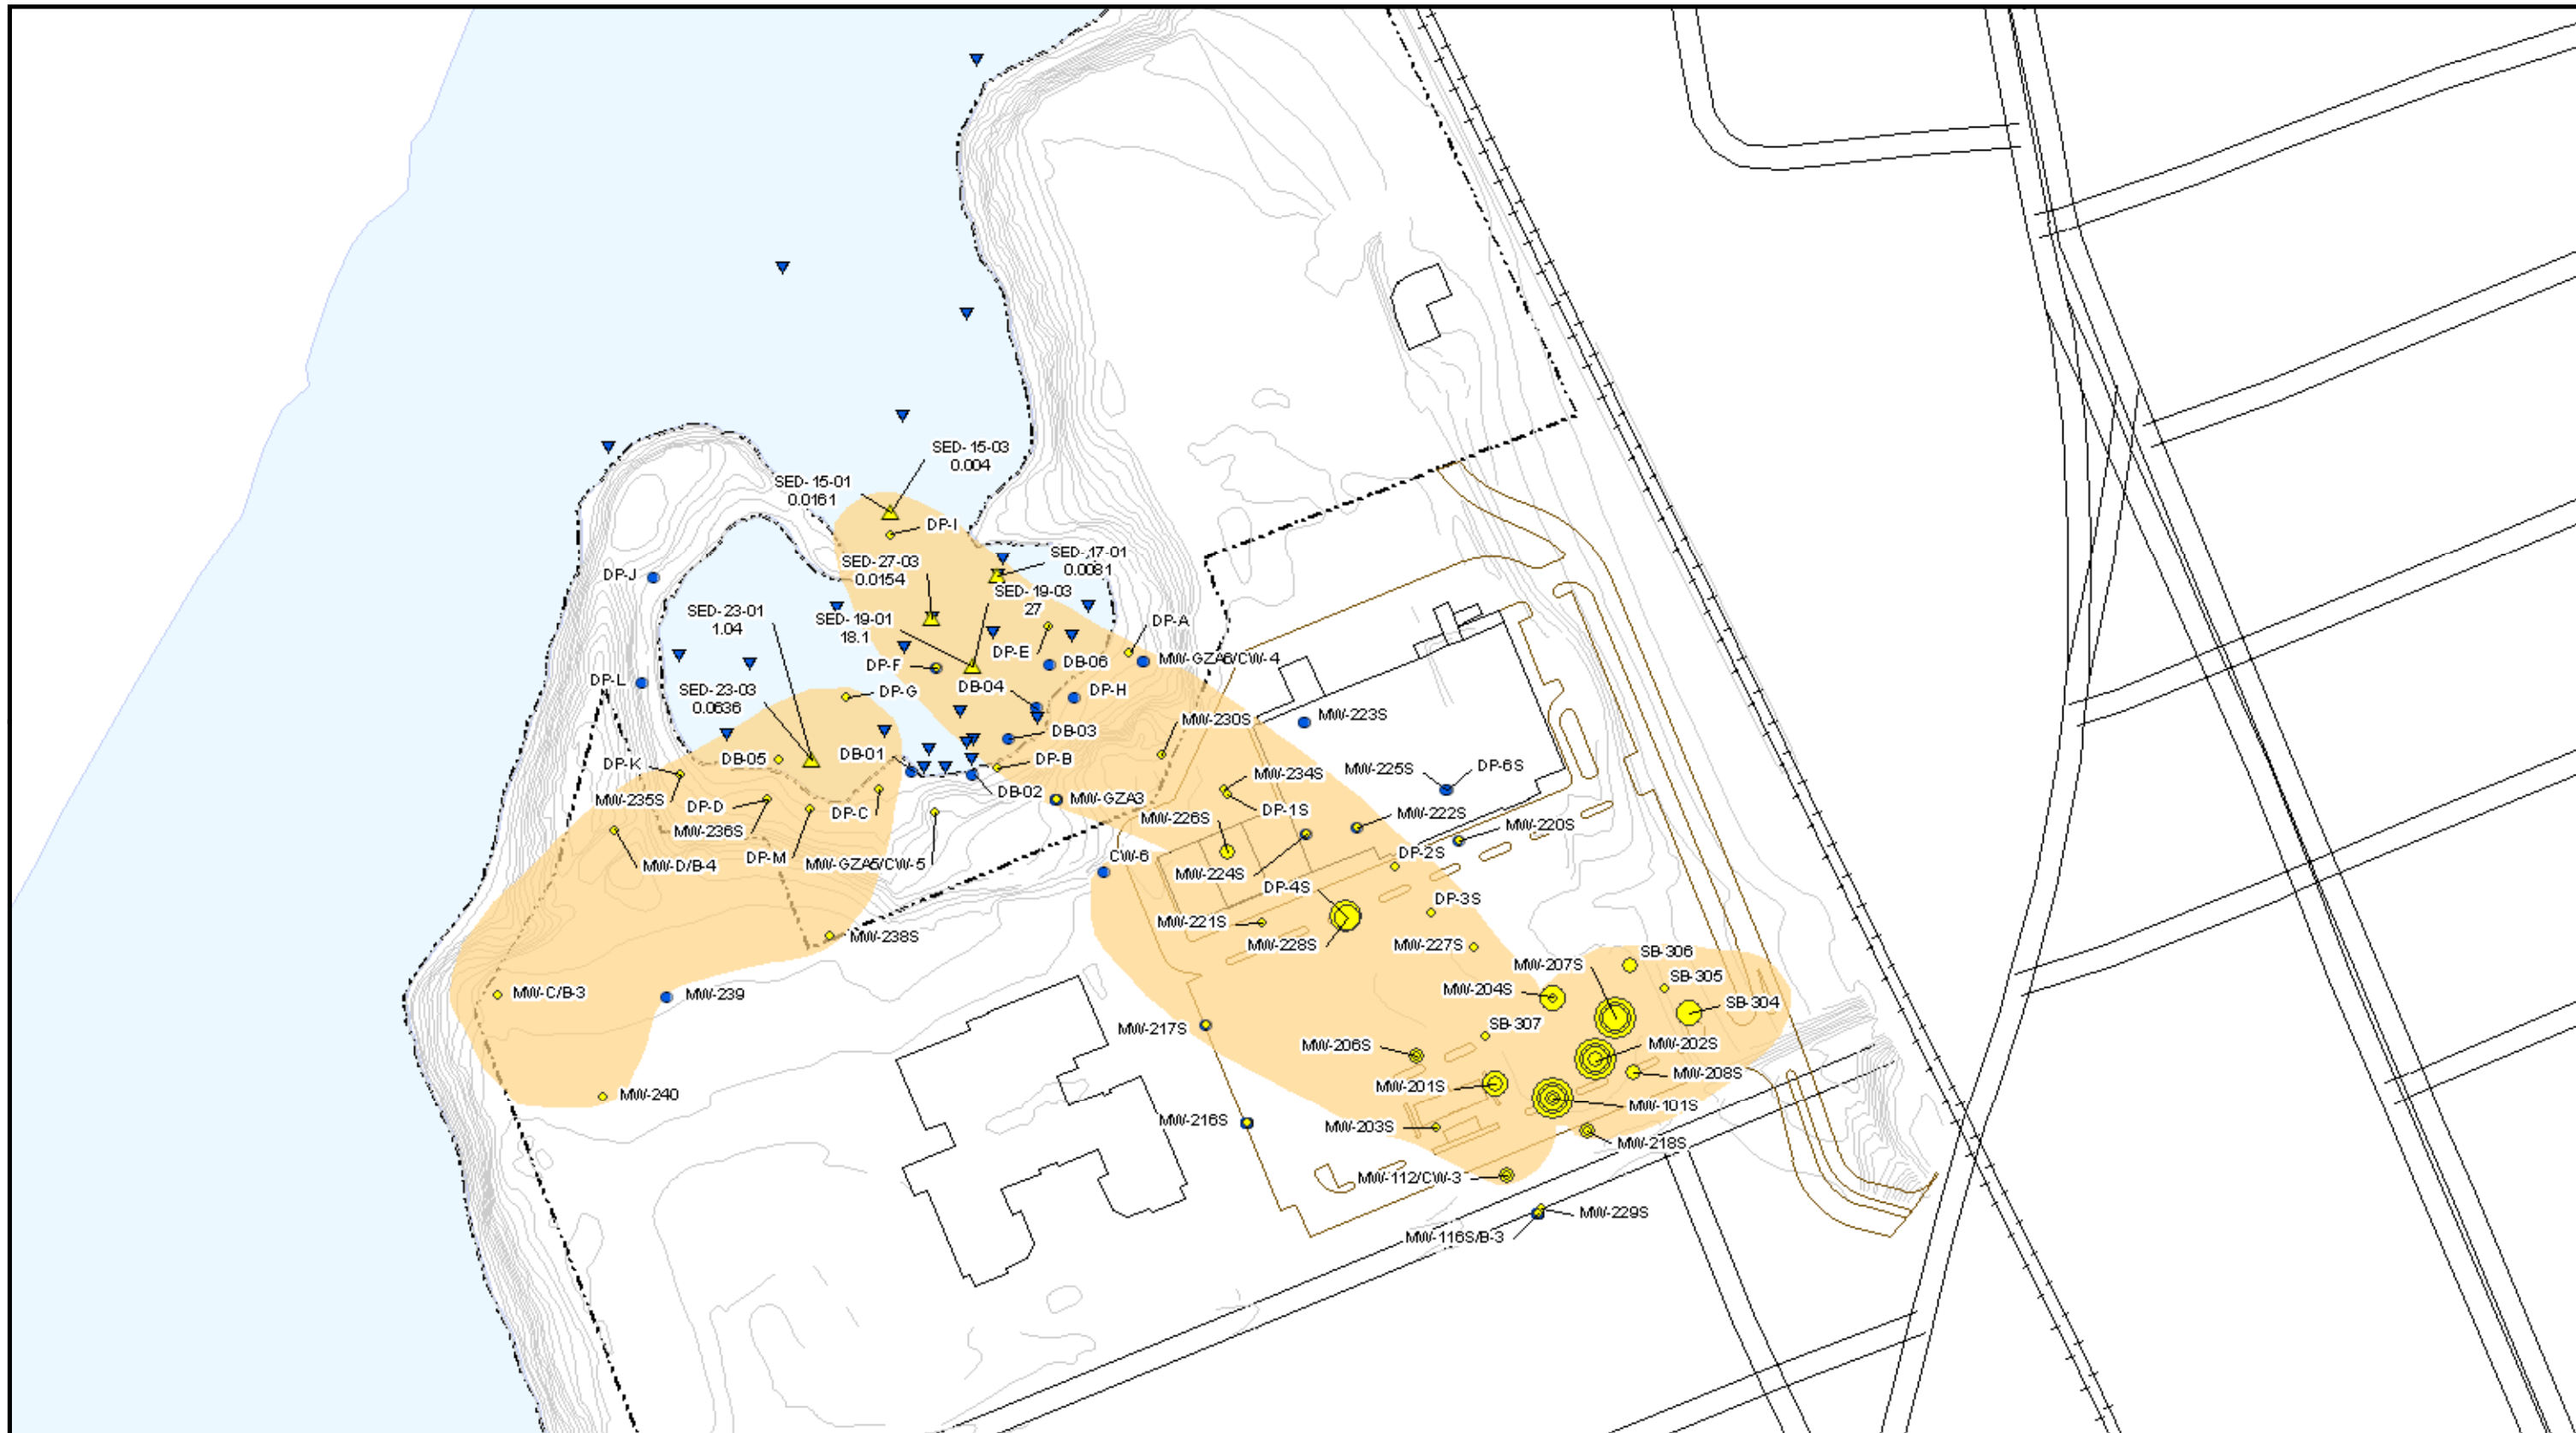 SED-15-03
0.004
SED-15-01
0.0161
DP-I
SED-17-01
0.0081
SED-27-03
0.0154
DP-J
SED-19-03
27
SED-23-01
1.04
SED-19-01
18.1
DP-A
DP-E
DP-F
DB-06
MW-GZA6/CW-4
DP-L
DB-04
DP-H
SED-23-03
0.0636
DP-G
MW-230S
MW-223S
DB-03
DB-01
DB-05
DP-B
DP-K
MW-225S
DP-6S
MW-234S
DB-02
MW-235S
MW-GZA3
DP-D
DP-1S
DP-C
MW-226S
MW-222S
MW-220S
MW-236S
DP-M
MW-GZA5/CW-5
CW-6
DP-2S
MW-D/B-4
MW-224S
DP-4S
DP-3S
MW-221S
MW-238S
MW-228S
MW-227S
SB-306
MW-207S
SB-305
MW-204S
MW-C/B-3
MW-239
SB-304
SB-307
MW-217S
MW-206S
MW-202S
MW-208S
MW-201S
MW-240
MW-101S
MW-216S
MW-203S
MW-218S
MW-112/CW-3
MW-229S
MW-116S/B-3